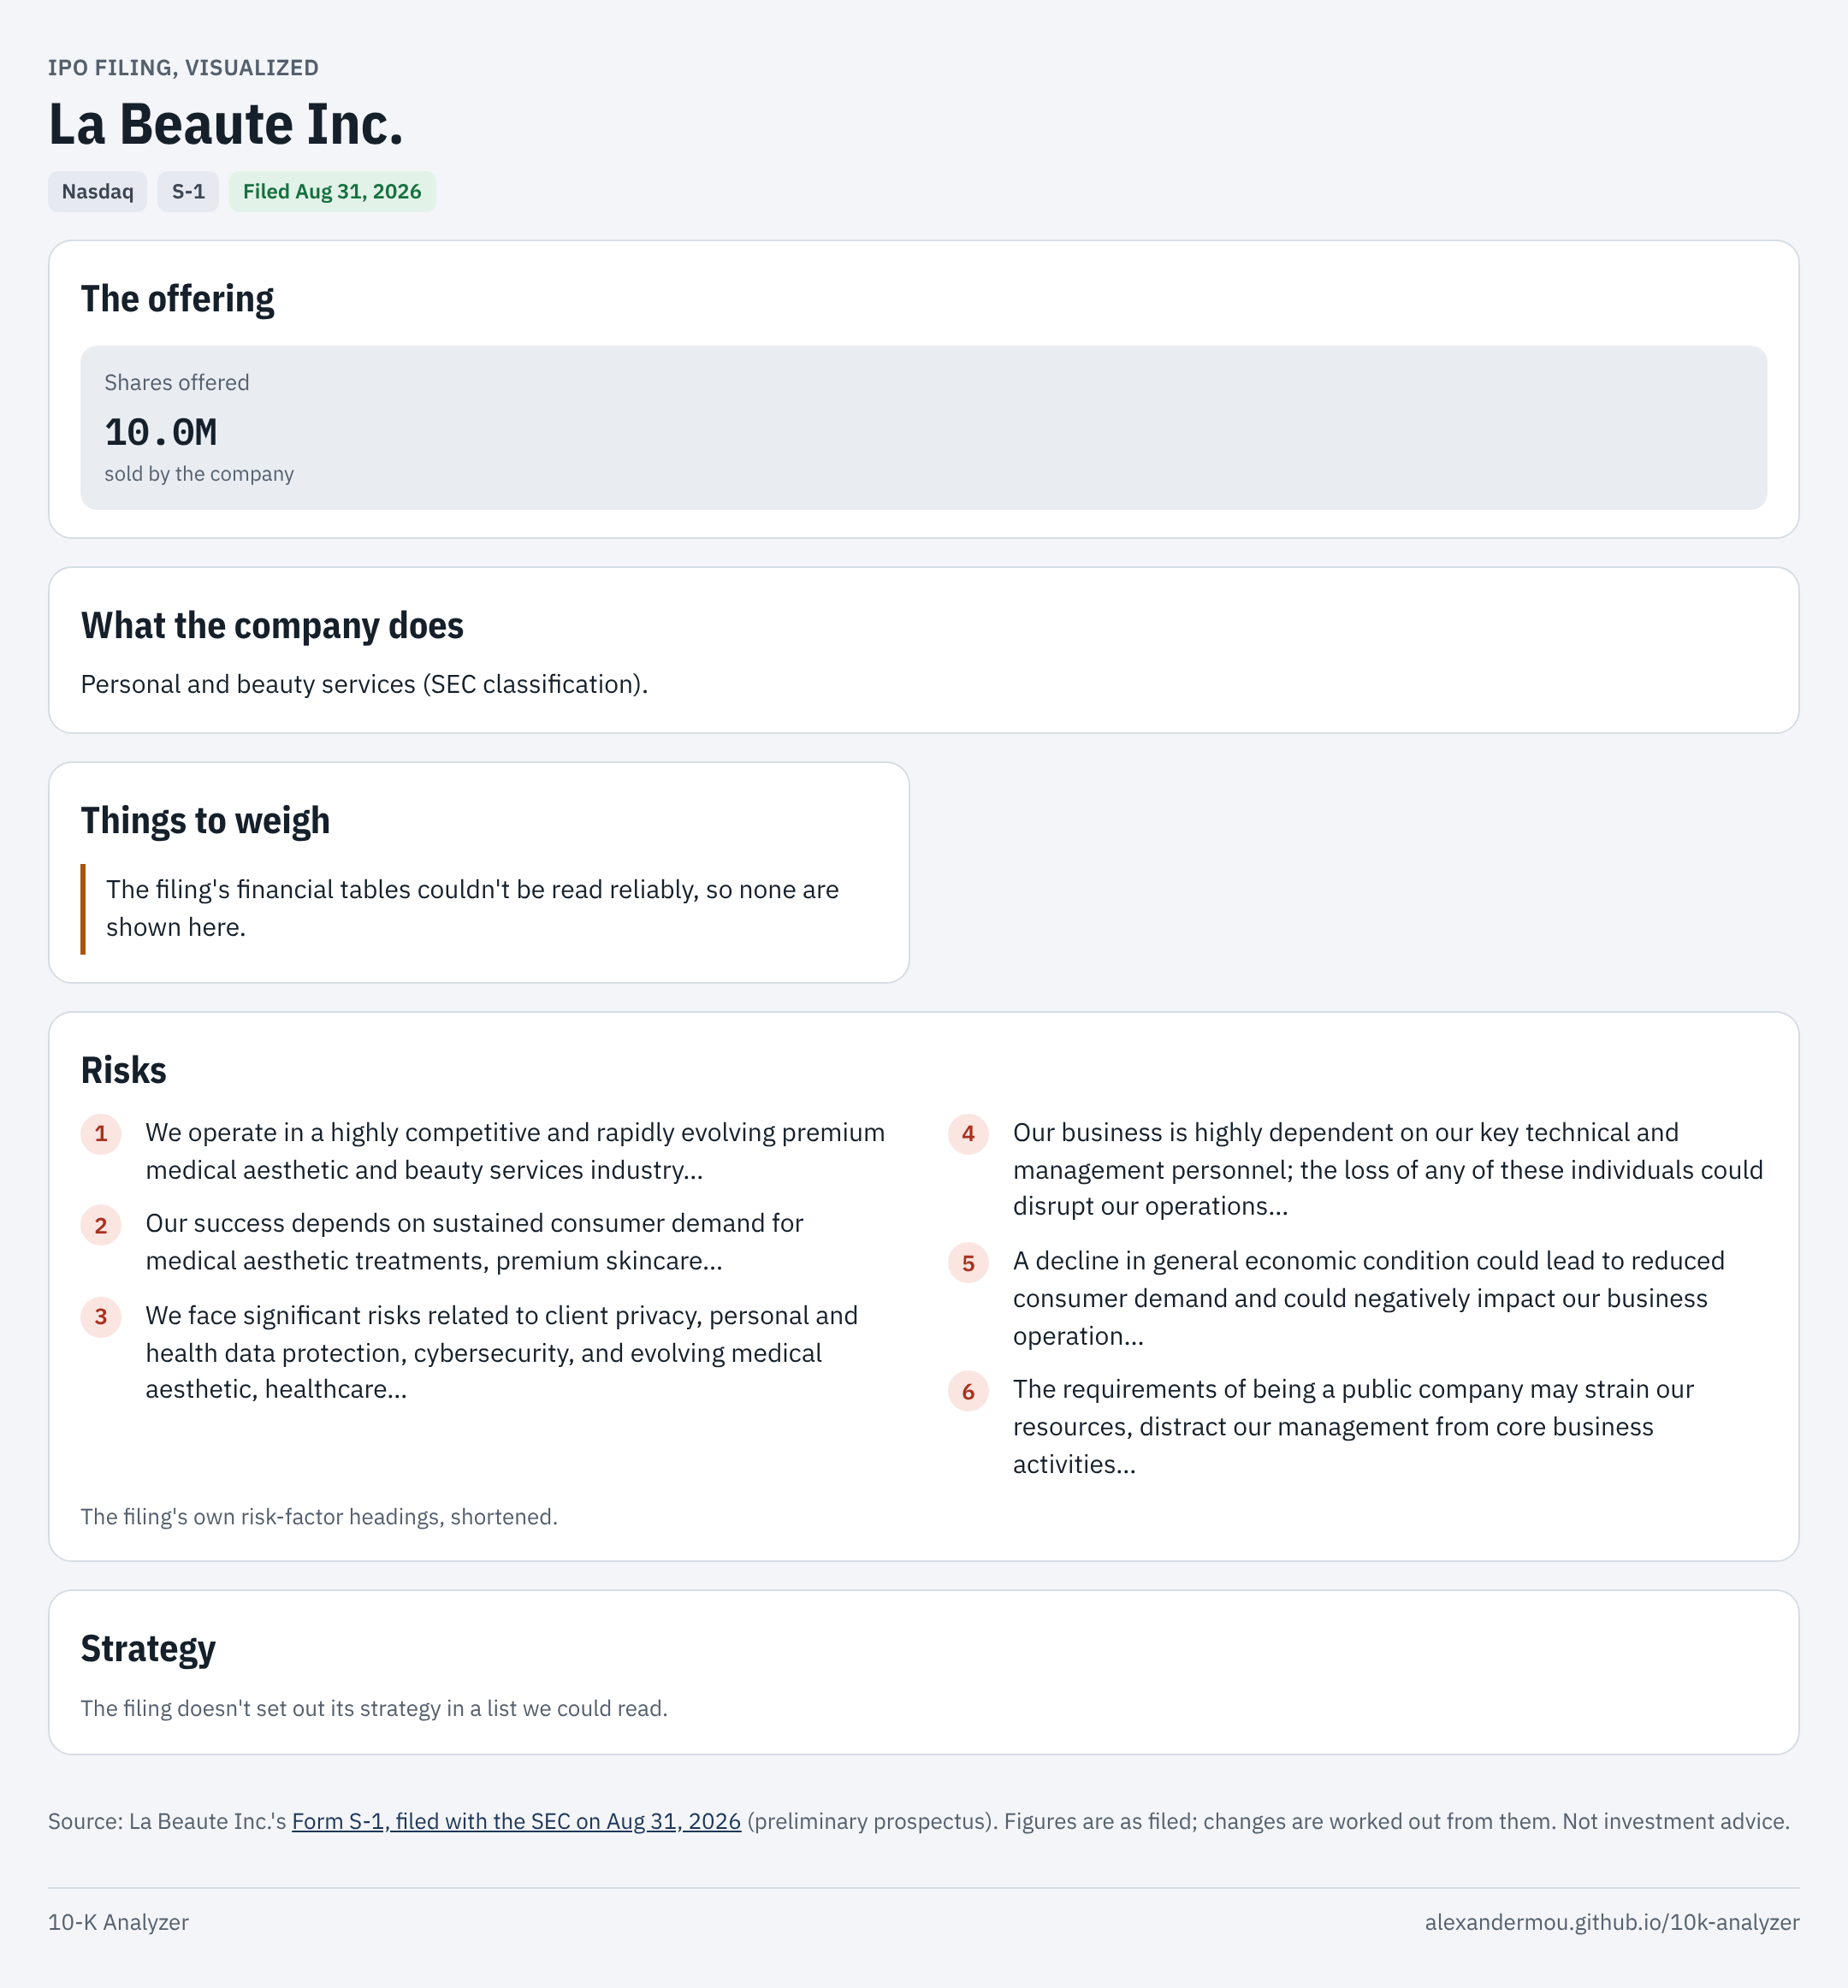 IPO FILING, VISUALIZED
La Beaute Inc.
Nasdaq
S-1
Filed Aug 31, 2026
The offering
Shares offered
10.0M
sold by the company
What the company does
Personal and beauty services (SEC classification).
Things to weigh
The filing's financial tables couldn't be read reliably, so none are
shown here.
Risks
1
We operate in a highly competitive and rapidly evolving premium
medical aesthetic and beauty services industry…
2
Our success depends on sustained consumer demand for
medical aesthetic treatments, premium skincare…
3
We face significant risks related to client privacy, personal and
health data protection, cybersecurity, and evolving medical
aesthetic, healthcare…
4
Our business is highly dependent on our key technical and
management personnel; the loss of any of these individuals could
disrupt our operations…
5
A decline in general economic condition could lead to reduced
consumer demand and could negatively impact our business
operation…
6
The requirements of being a public company may strain our
resources, distract our management from core business
activities…
The filing's own risk-factor headings, shortened.
Strategy
The filing doesn't set out its strategy in a list we could read.
Source: La Beaute Inc.'s Form S-1, filed with the SEC on Aug 31, 2026 (preliminary prospectus). Figures are as filed; changes are worked out from them. Not investment advice.
10-K Analyzer
alexandermou.github.io/10k-analyzer